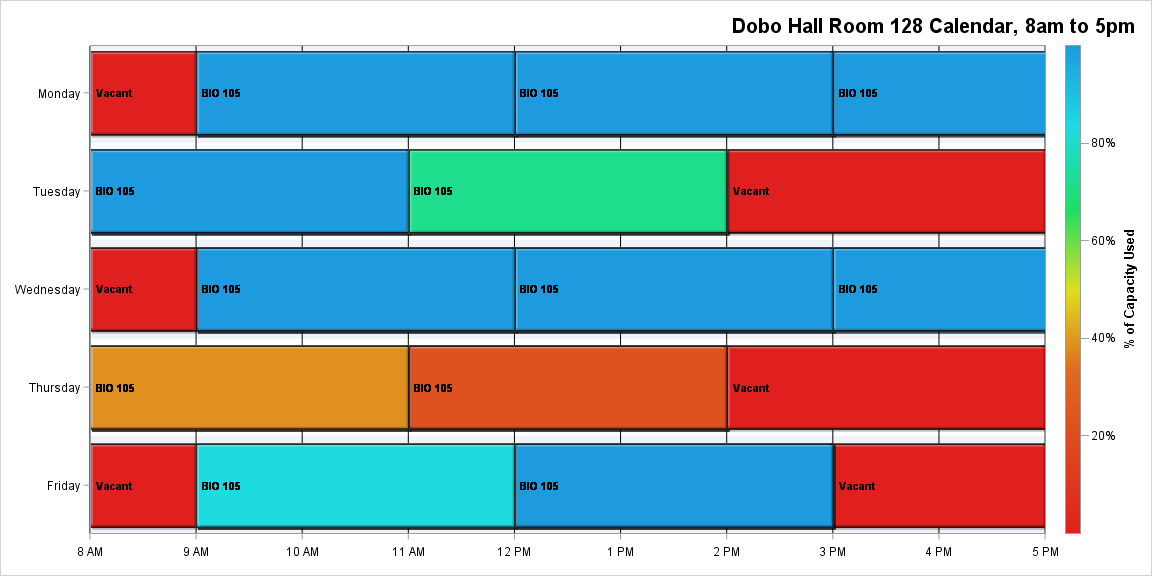 Dobo Hall Room 128 Calendar, 8am to 5pm
Monday
Vacant
BIO 105
BIO 105
BIO 105
Tuesday
BIO 105
BIO 105
Vacant
Wednesday
Vacant
BIO 105
BIO 105
BIO 105
Thursday
BIO 105
BIO 105
Vacant
Friday
Vacant
BIO 105
BIO 105
Vacant
8 AM
9 AM
10 AM
11 AM
12 PM
1 PM
2 PM
3 PM
4 PM
5 PM
80%
60%
40%
20%
% of Capacity Used